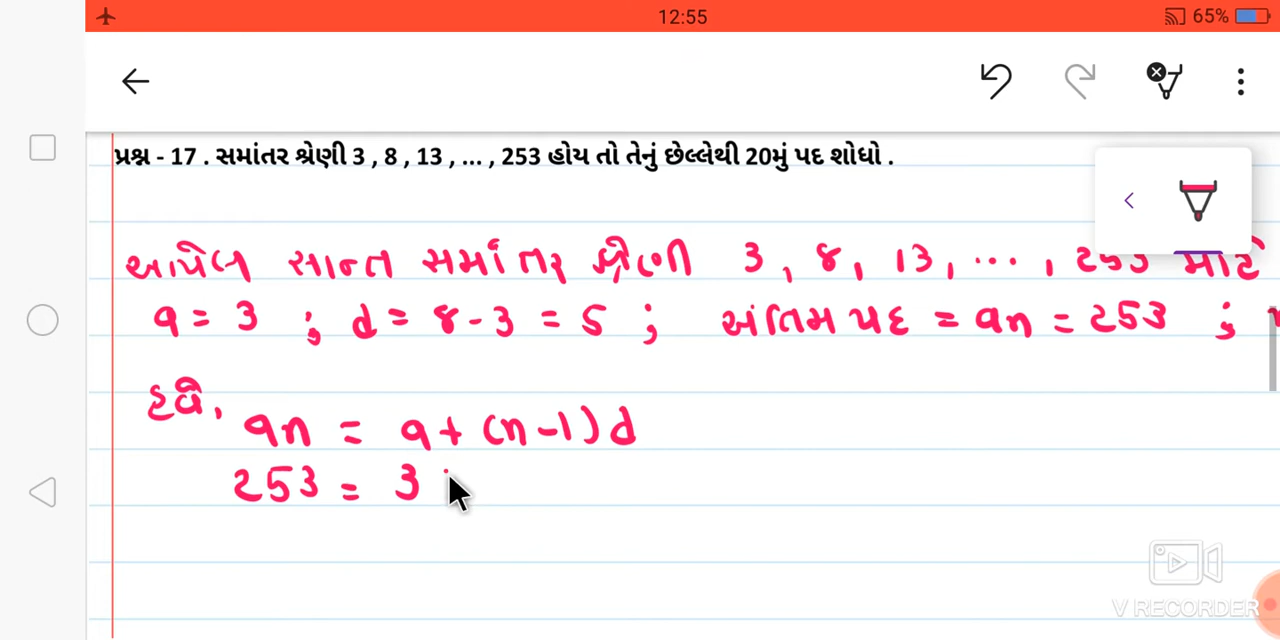 12:55
65%
પ્રશ્ન - 17 . સમાંતર શ્રેણી 3 , 8 , 13 , ... , 253 હોય તો તેનું છેલ્લેથી 20મું પદ શોધો .
આપેલ સાન્ત સમાંતર શ્રેણી 3, 8, 13, ..., 253 માટે
a = 3 ; d = 8 - 3 = 5 ; અંતિમ પદ = an = 253 ;
હવે,
an = a + (n - 1) d
253 = 3
V RECORDER